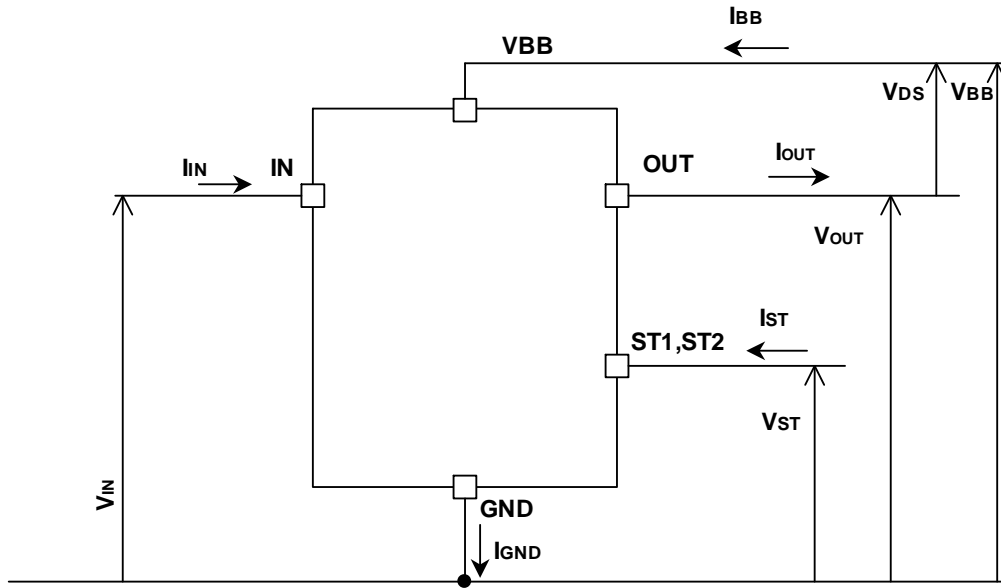 IBB
VBB
VDS
VBB
IIN
IN
OUT
IOUT
VOUT
ST1,ST2
IST
VST
VIN
GND
IGND